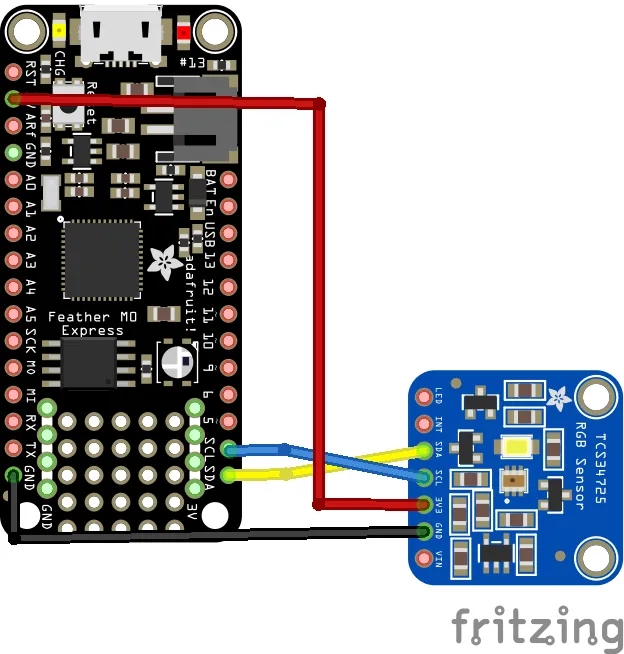 CHG
#13
Reset
RST
ARf
GND
A0
A1
A2
A3
A4
A5
SCK
MO
MI
RX
TX
GND
BAT
En
USB
13
12
11
10
9
6
5
SCL
SDA
adafruit!
Feather M0
Express
GND
3V
LED
INT
SDA
SCL
3V3
GND
VIN
TCS34725
RGB Sensor
fritzing